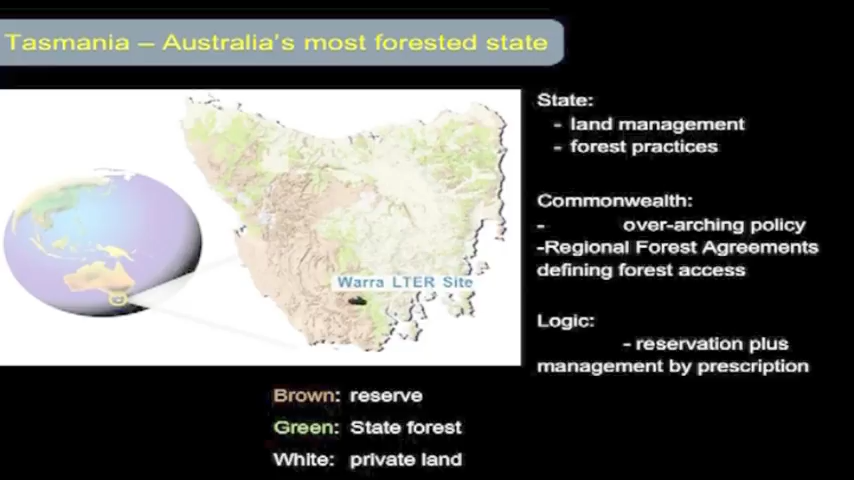 Tasmania – Australia's most forested state
State:
- land management
- forest practices
Commonwealth:
- over-arching policy
-Regional Forest Agreements
defining forest access
Logic:
- reservation plus
management by prescription
Warra LTER Site
Brown: reserve
Green: State forest
White: private land